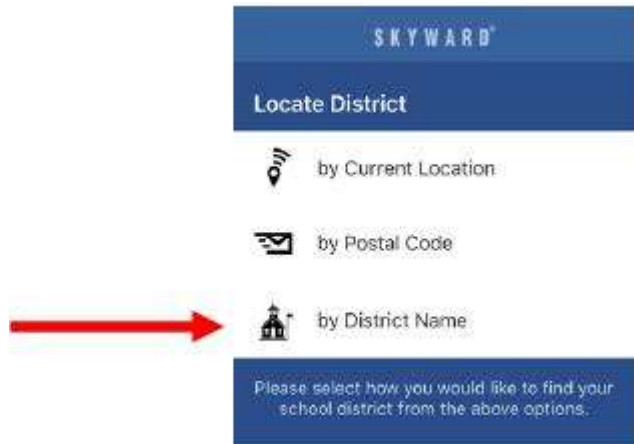 SKYWARD®
Locate District
by Current Location
by Postal Code
by District Name
Please select how you would like to find your
school district from the above options.